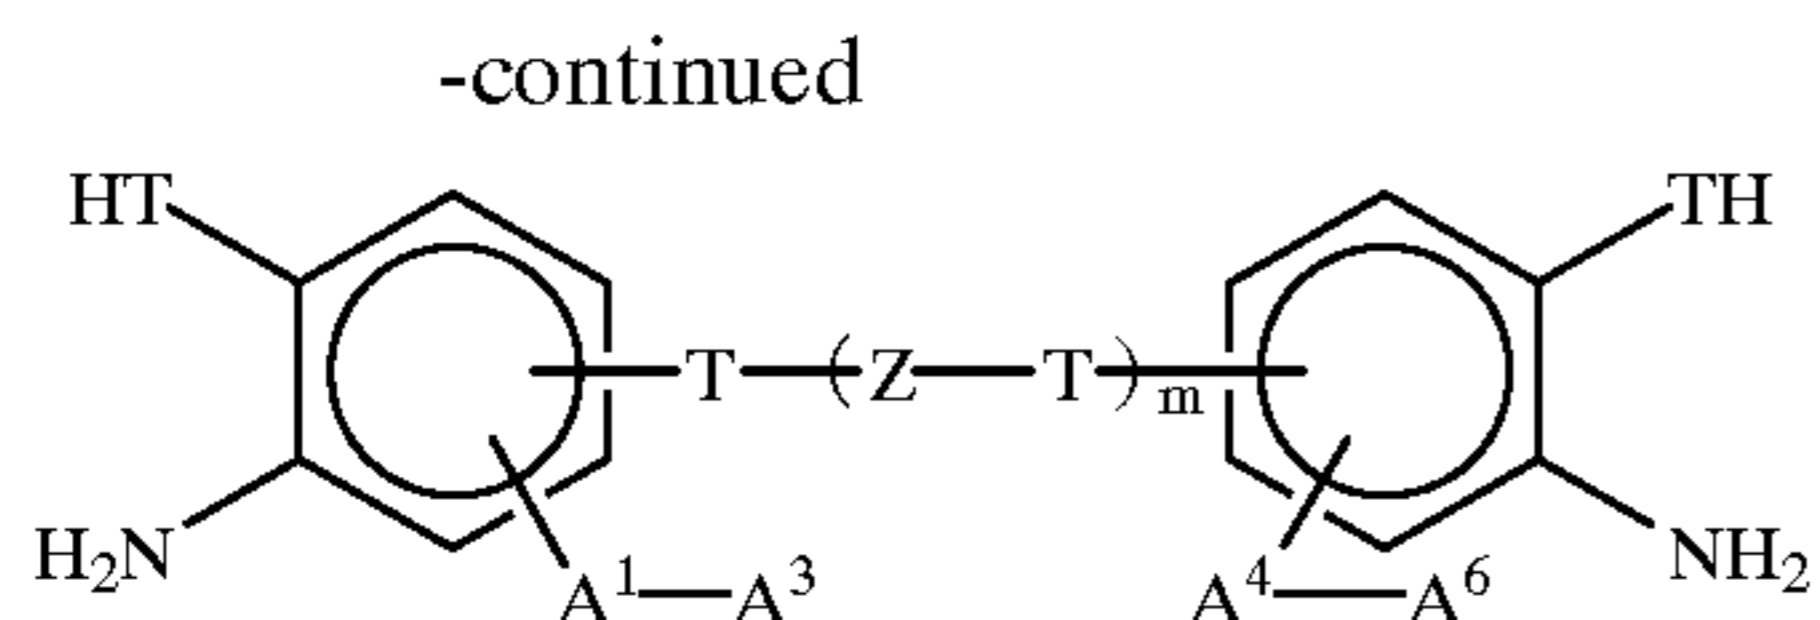 -continued
HT TH
T—(Z—T)m
H2N NH2
A1—A3 A4—A6